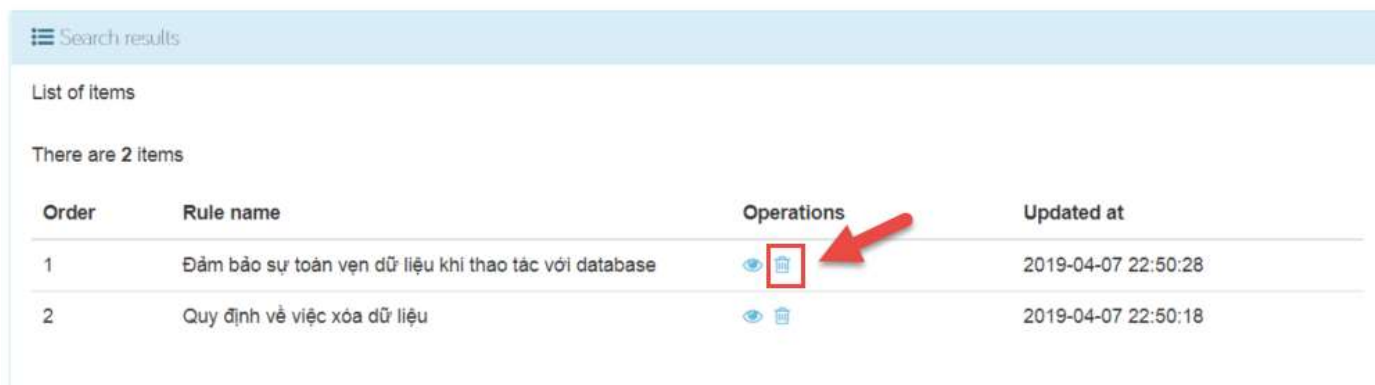 Search results
List of items
There are 2 items
Order Rule name Operations Updated at
1 Đảm bảo sự toàn vẹn dữ liệu khi thao tác với database 2019-04-07 22:50:28
2 Quy định về việc xóa dữ liệu 2019-04-07 22:50:18